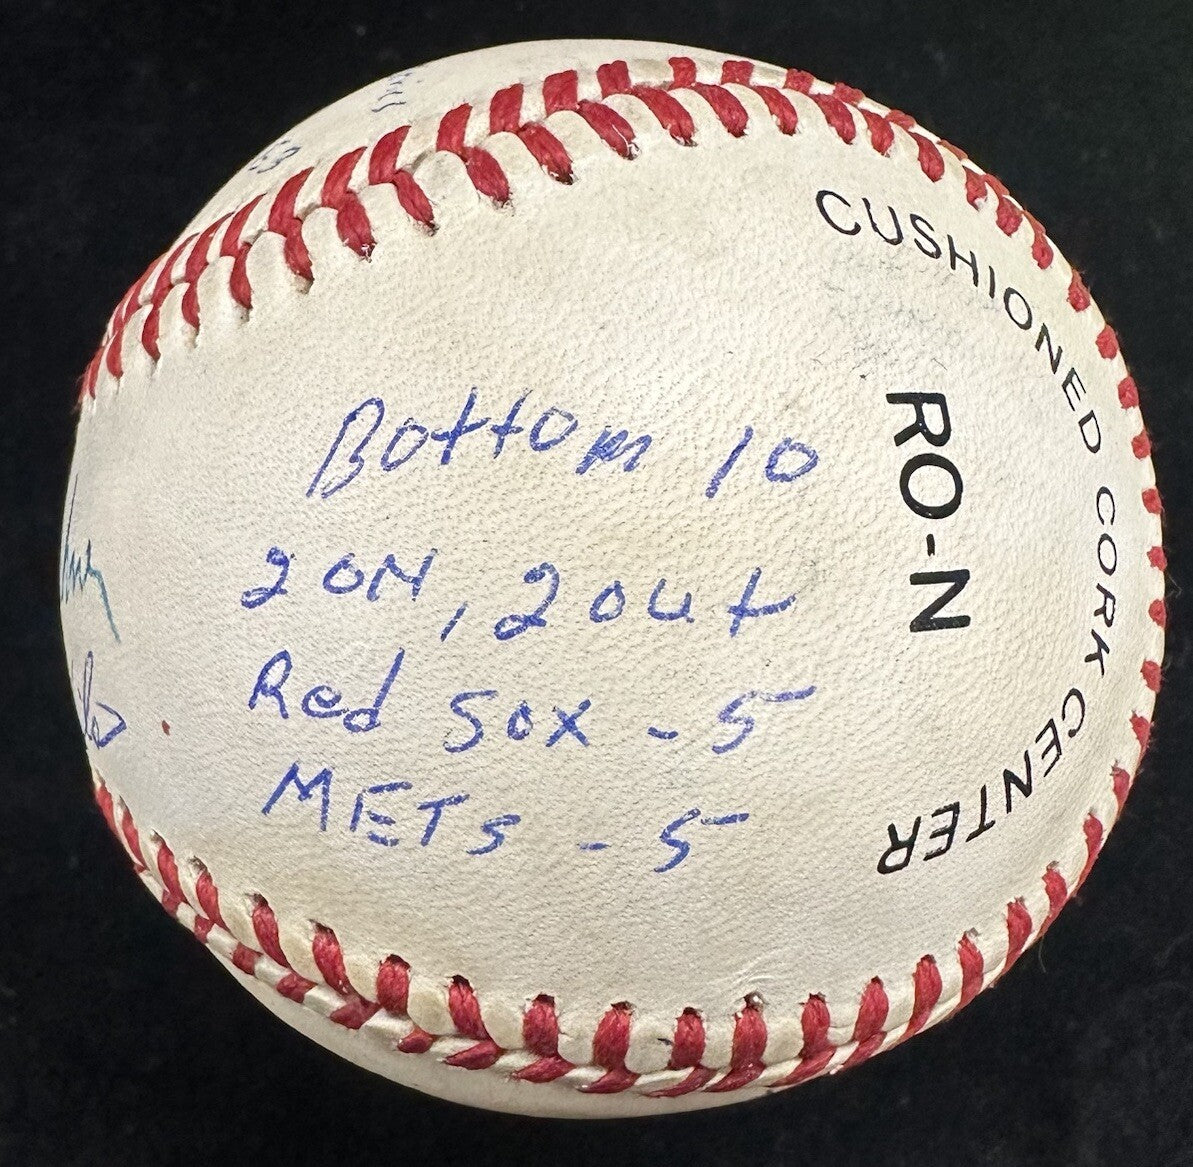 Bottom 10
2 ON, 2 out
Red Sox - 5
METS - 5
CUSHIONED CORK CENTER
RO-N